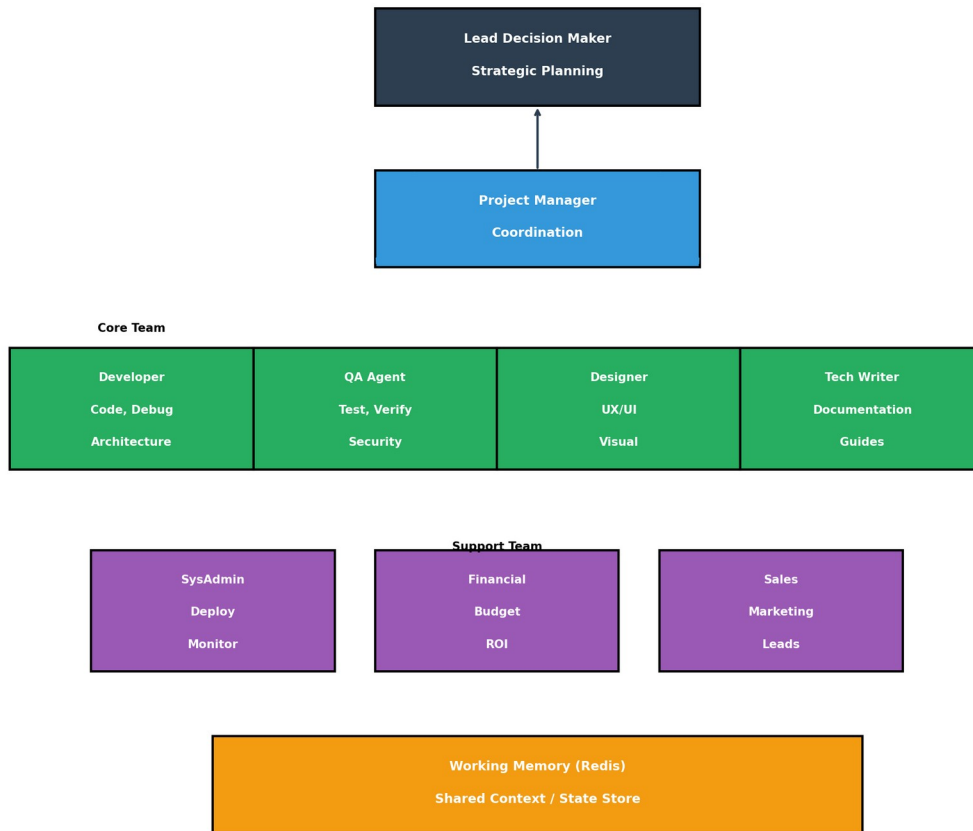 Lead Decision Maker
Strategic Planning
Project Manager
Coordination
Core Team
Developer
Code, Debug
Architecture
QA Agent
Test, Verify
Security
Designer
UX/UI
Visual
Tech Writer
Documentation
Guides
Support Team
SysAdmin
Deploy
Monitor
Financial
Budget
ROI
Sales
Marketing
Leads
Working Memory (Redis)
Shared Context / State Store